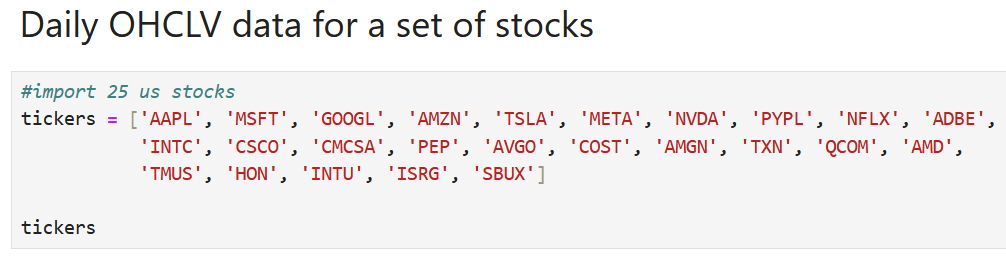 Daily OHCLV data for a set of stocks
#import 25 us stocks
tickers = ['AAPL', 'MSFT', 'GOOGL', 'AMZN', 'TSLA', 'META', 'NVDA', 'PYPL', 'NFLX', 'ADBE',
'INTC', 'CSCO', 'CMCSA', 'PEP', 'AVGO', 'COST', 'AMGN', 'TXN', 'QCOM', 'AMD',
'TMUS', 'HON', 'INTU', 'ISRG', 'SBUX']
tickers